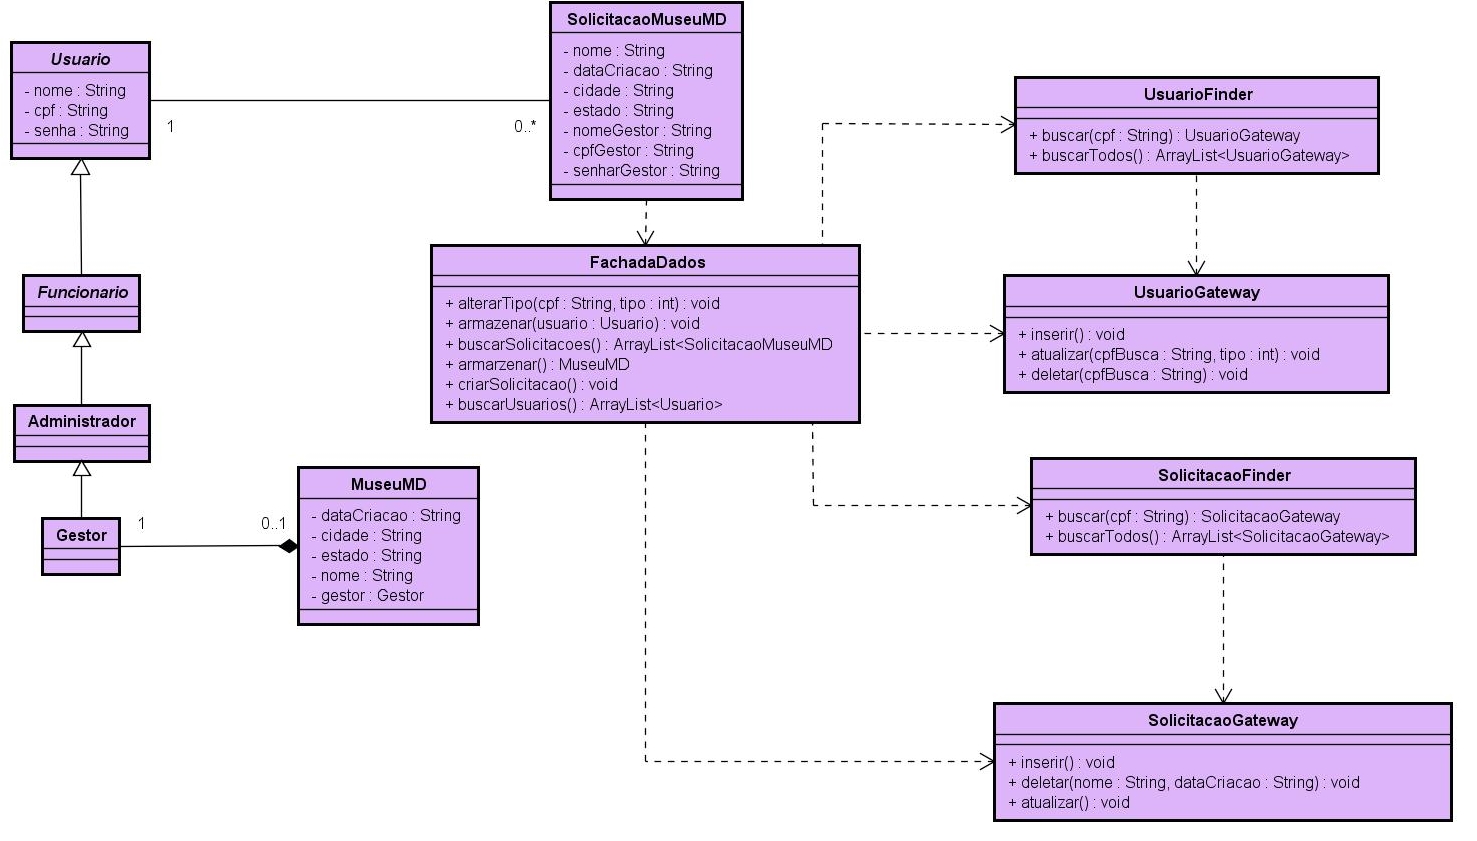 Usuario
- nome : String
- cpf : String
- senha : String
1
0..*
SolicitacaoMuseuMD
- nome : String
- dataCriacao : String
- cidade : String
- estado : String
- nomeGestor : String
- cpfGestor : String
- senharGestor : String
UsuarioFinder
+ buscar(cpf : String) : UsuarioGateway
+ buscarTodos() : ArrayList<UsuarioGateway>
Funcionario
FachadaDados
+ alterarTipo(cpf : String, tipo : int) : void
+ armazenar(usuario : Usuario) : void
+ buscarSolicitacoes() : ArrayList<SolicitacaoMuseuMD
+ armarzenar() : MuseuMD
+ criarSolicitacao() : void
+ buscarUsuarios() : ArrayList<Usuario>
UsuarioGateway
+ inserir() : void
+ atualizar(cpfBusca : String, tipo : int) : void
+ deletar(cpfBusca : String) : void
Administrador
Gestor
1
0..1
MuseuMD
- dataCriacao : String
- cidade : String
- estado : String
- nome : String
- gestor : Gestor
SolicitacaoFinder
+ buscar(cpf : String) : SolicitacaoGateway
+ buscarTodos() : ArrayList<SolicitacaoGateway>
SolicitacaoGateway
+ inserir() : void
+ deletar(nome : String, dataCriacao : String) : void
+ atualizar() : void